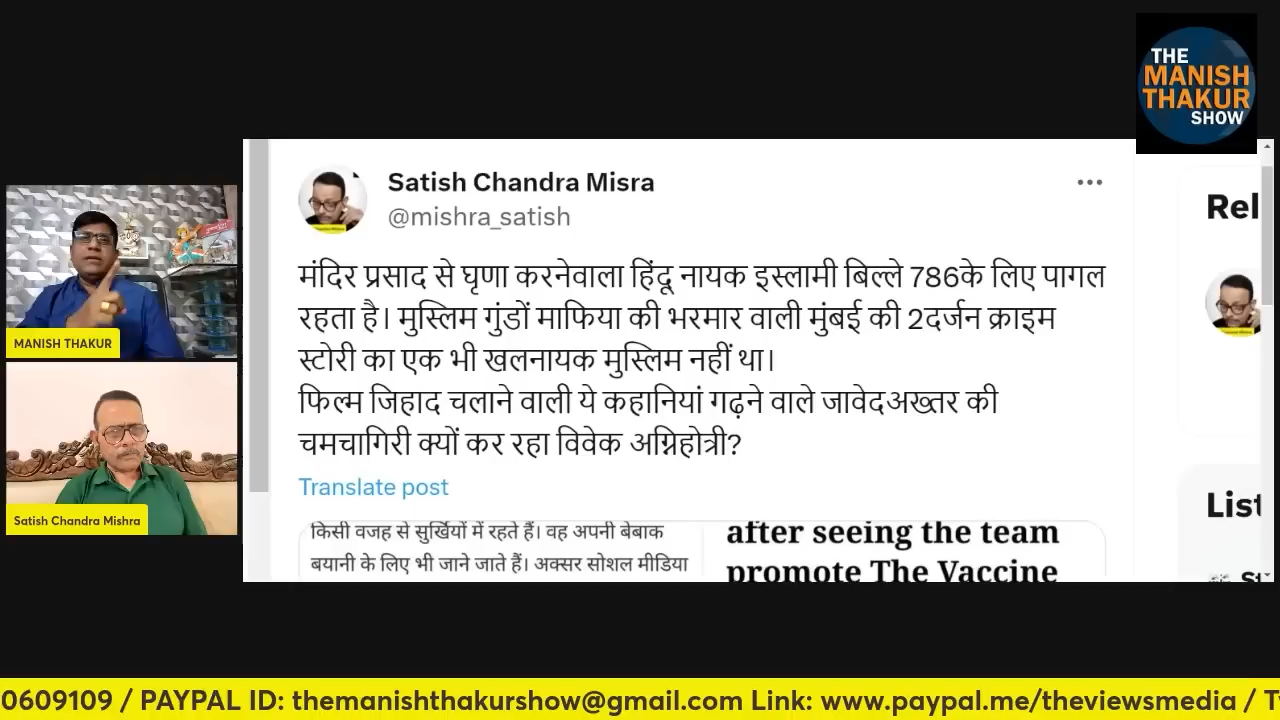 THE
MANISH
THAKUR
SHOW
Satish Chandra Misra
@mishra_satish
मंदिर प्रसाद से घृणा करनेवाला हिंदू नायक इस्लामी बिल्ले 786के लिए पागल
रहता है। मुस्लिम गुंडों माफिया की भरमार वाली मुंबई की 2दर्जन क्राइम
स्टोरी का एक भी खलनायक मुस्लिम नहीं था।
फिल्म जिहाद चलाने वाली ये कहानियां गढ़ने वाले जावेदअख्तर की
चमचागिरी क्यों कर रहा विवेक अग्निहोत्री?
Translate post
किसी वजह से सुर्खियों में रहते हैं। वह अपनी बेबाक
बयानी के लिए भी जाने जाते हैं। अक्सर सोशल मीडिया
after seeing the team
promote The Vaccine
Rel
List
MANISH THAKUR
Satish Chandra Mishra
0609109 / PAYPAL ID: themanishthakurshow@gmail.com Link: www.paypal.me/theviewsmedia / T